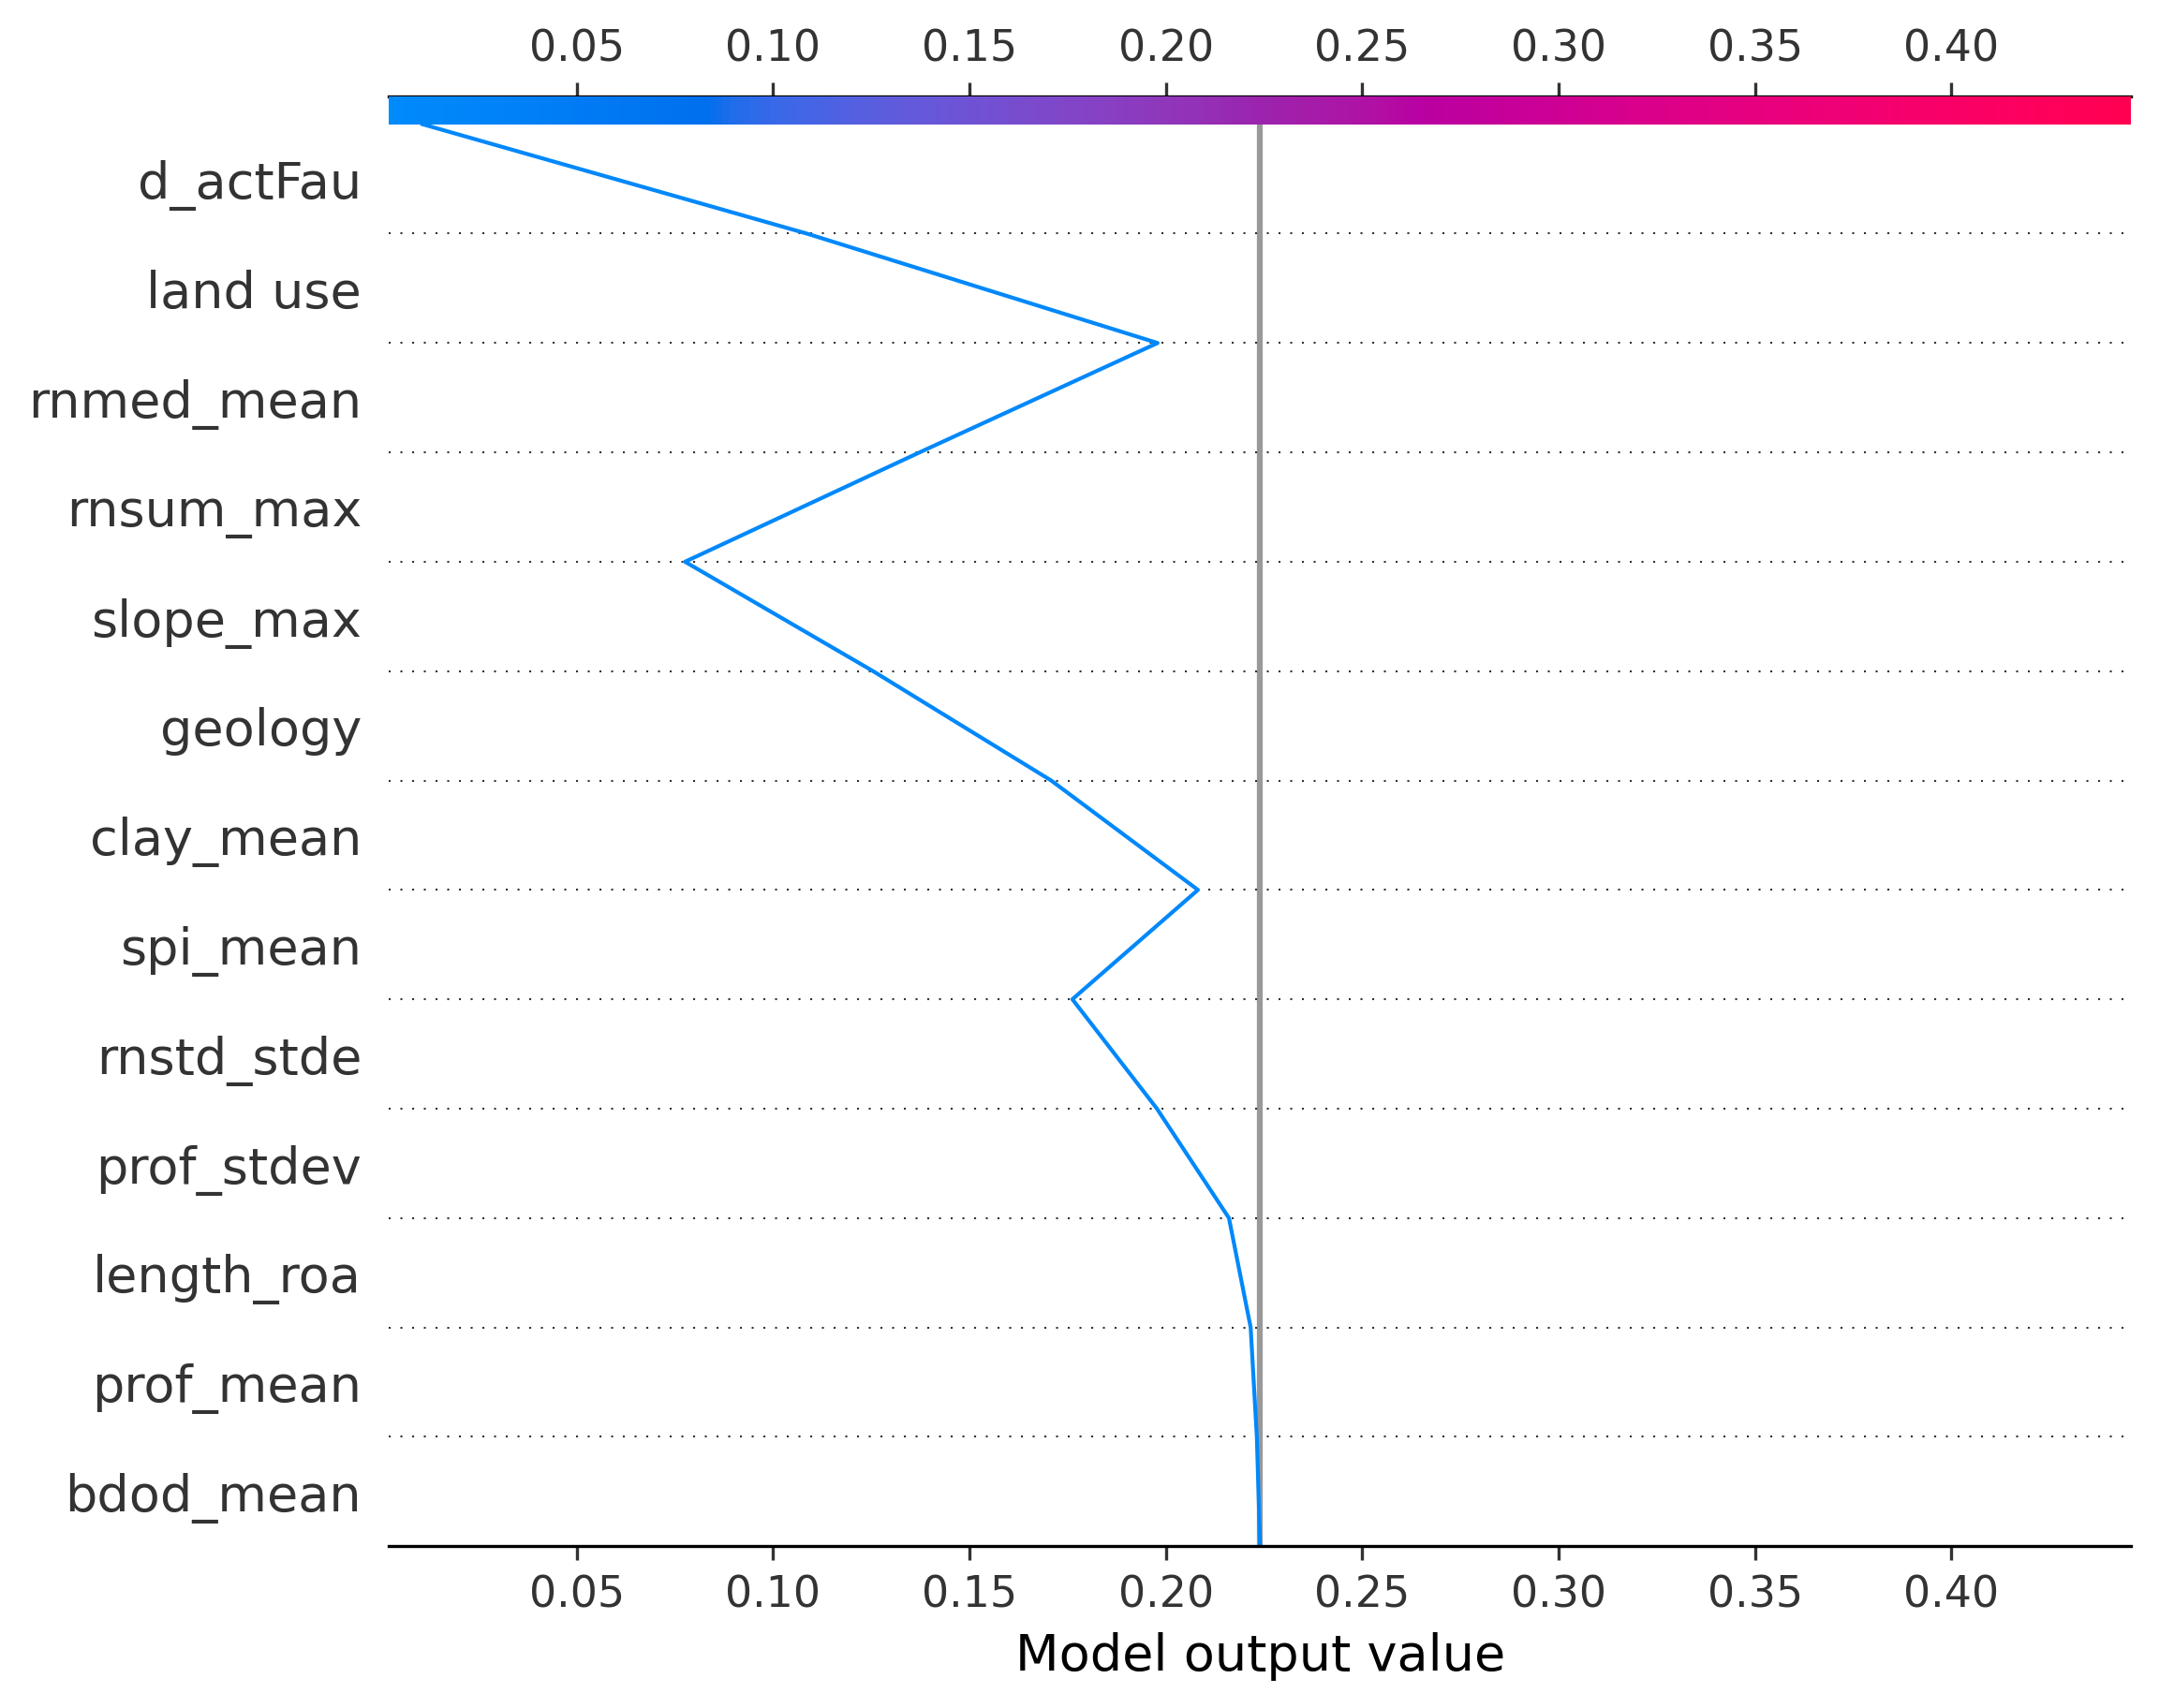 0.05 0.10 0.15 0.20 0.25 0.30 0.35 0.40
d_actFau
land use
rnmed_mean
rnsum_max
slope_max
geology
clay_mean
spi_mean
rnstd_stde
prof_stdev
length_roa
prof_mean
bdod_mean
0.05 0.10 0.15 0.20 0.25 0.30 0.35 0.40
Model output value